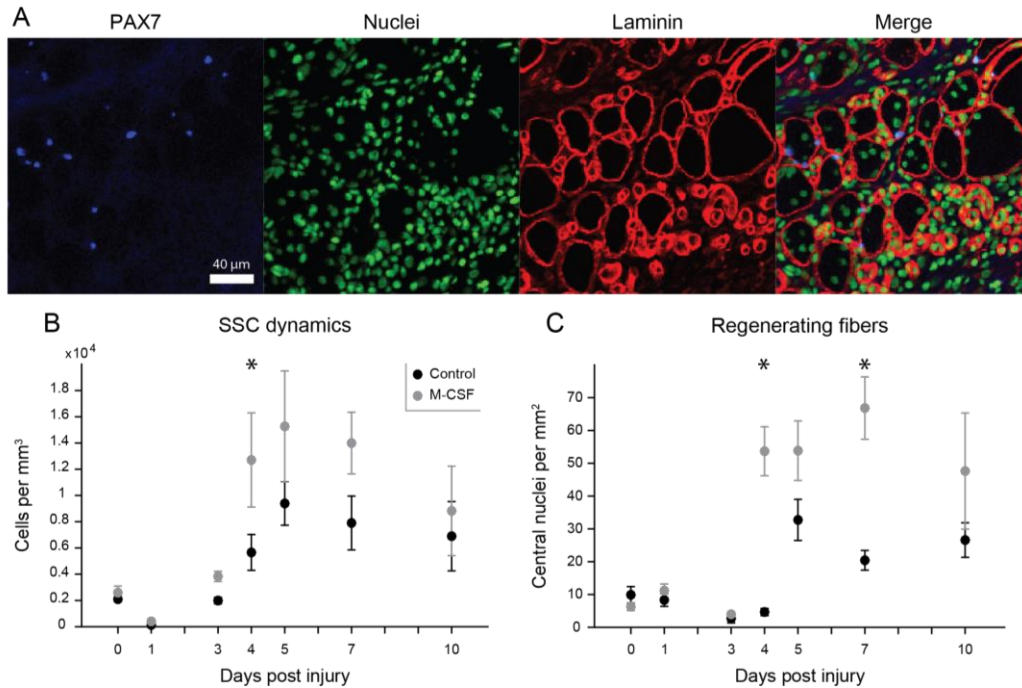 A
PAX7 Nuclei Laminin Merge
40 µm
B SSC dynamics
x10⁴
1.8
1.6
1.4
1.2
1
0.8
0.6
0.4
0.2
0
Cells per mm³
*
Control
M-CSF
0 1 3 4 5 7 10
Days post injury
C Regenerating fibers
70
60
50
40
30
20
10
0
Central nuclei per mm²
* *
0 1 3 4 5 7 10
Days post injury